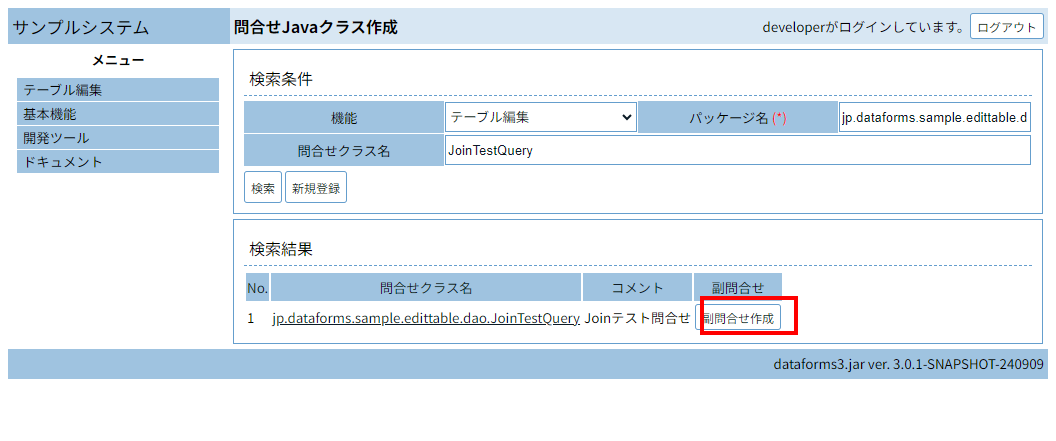 サンプルシステム
問合せJavaクラス作成
developerがログインしています。 ログアウト
メニュー
テーブル編集
基本機能
開発ツール
ドキュメント
検索条件
機能 テーブル編集 パッケージ名 (*) jp.dataforms.sample.edittable.d
問合せクラス名 JoinTestQuery
検索 新規登録
検索結果
No. 問合せクラス名 コメント 副問合せ
1 jp.dataforms.sample.edittable.dao.JoinTestQuery Joinテスト問合せ 副問合せ作成
dataforms3.jar ver. 3.0.1-SNAPSHOT-240909